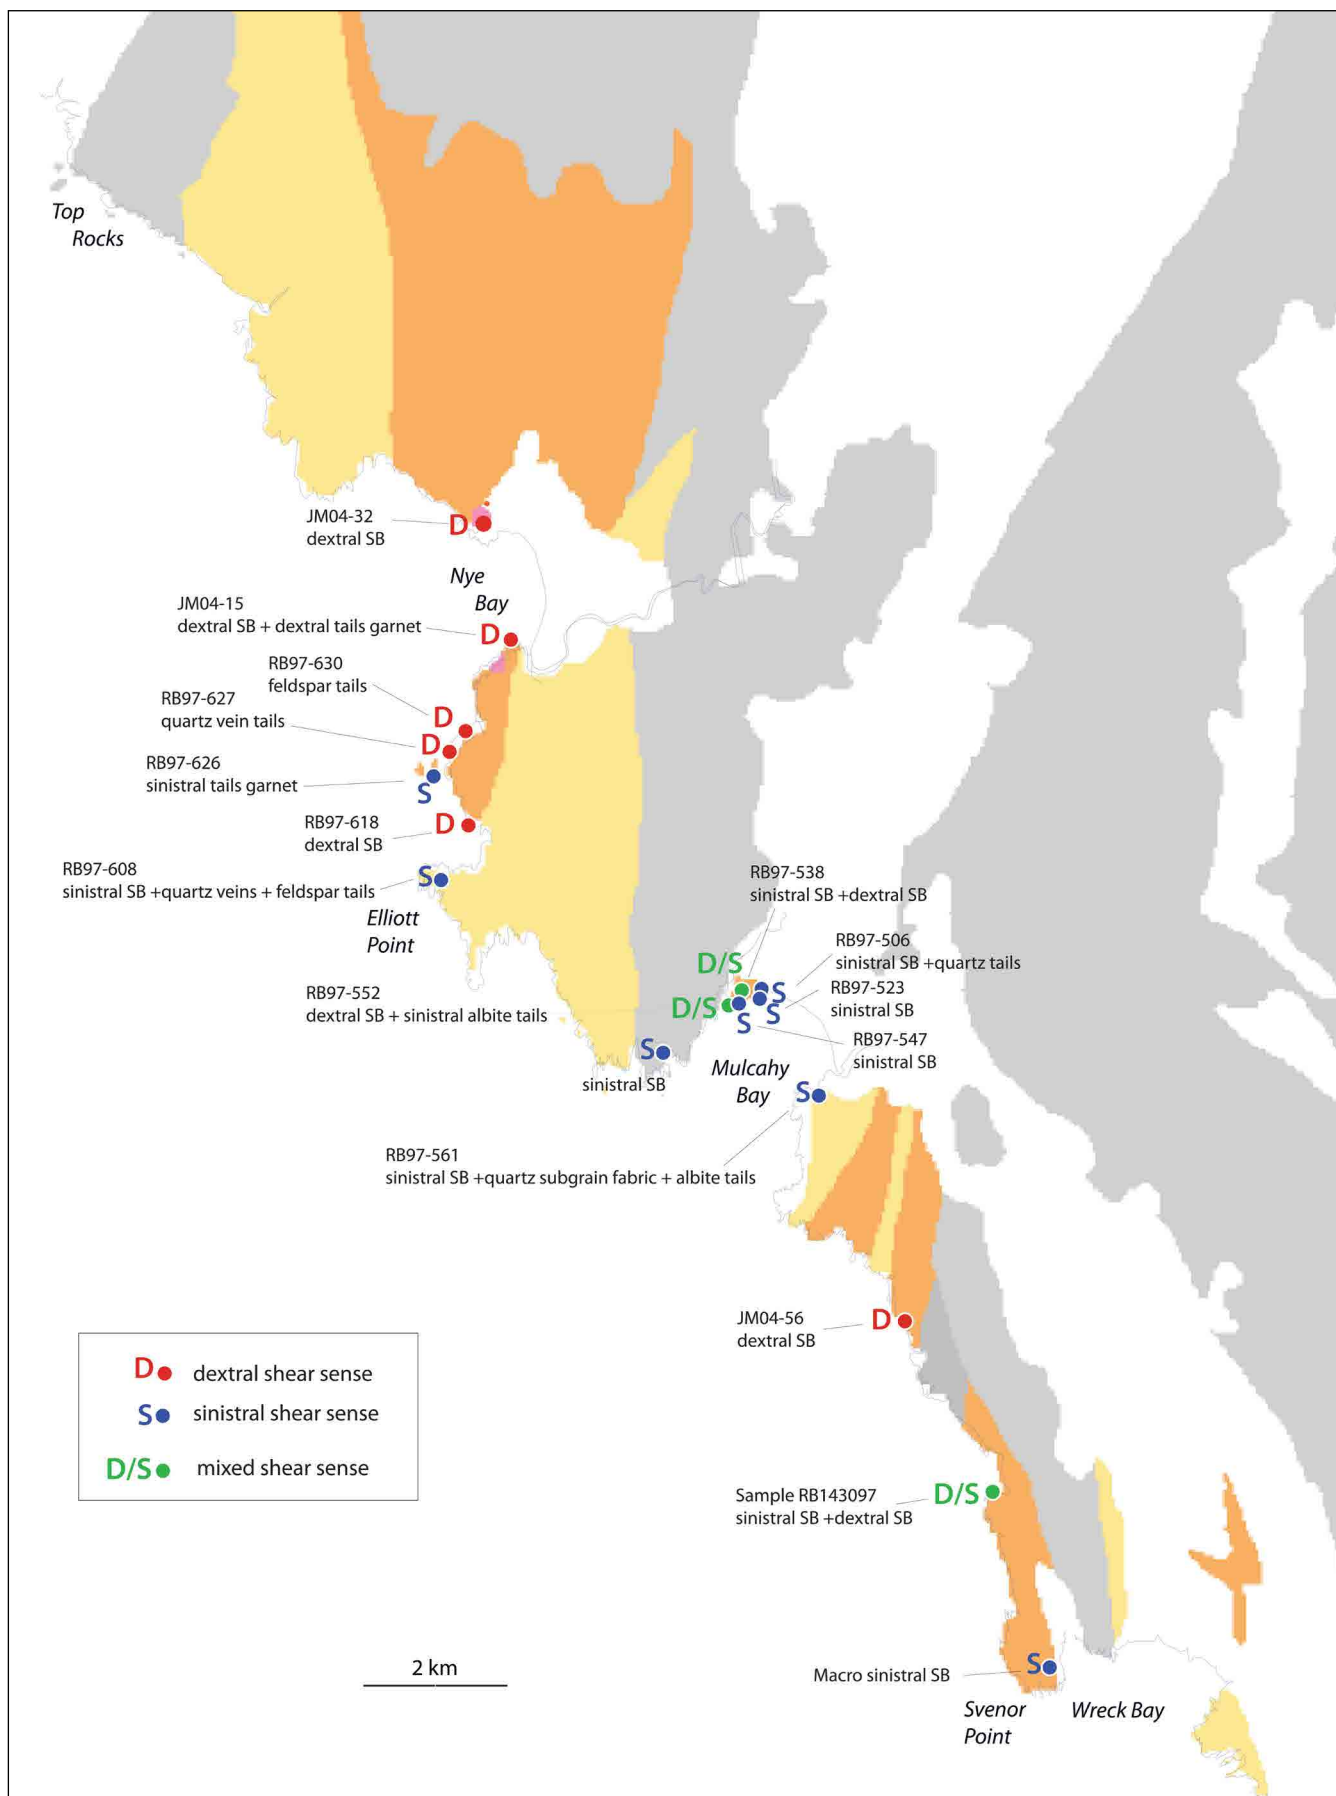 Top
Rocks
JM04-32
dextral SB
D
Nye
Bay
JM04-15
dextral SB + dextral tails garnet
D
RB97-630
feldspar tails
D
RB97-627
quartz vein tails
D
RB97-626
sinistral tails garnet
S
RB97-618
dextral SB
D
RB97-608
sinistral SB +quartz veins + feldspar tails
S
Elliott
Point
RB97-538
sinistral SB +dextral SB
D/S
RB97-506
sinistral SB +quartz tails
S
RB97-552
dextral SB + sinistral albite tails
D/S
RB97-523
sinistral SB
S
S
RB97-547
sinistral SB
S
sinistral SB
Mulcahy
Bay
S
RB97-561
sinistral SB +quartz subgrain fabric + albite tails
JM04-56
dextral SB
D
D dextral shear sense
S sinistral shear sense
D/S mixed shear sense
Sample RB143097
sinistral SB +dextral SB
D/S
2 km
Macro sinistral SB
S
Svenor
Point
Wreck Bay